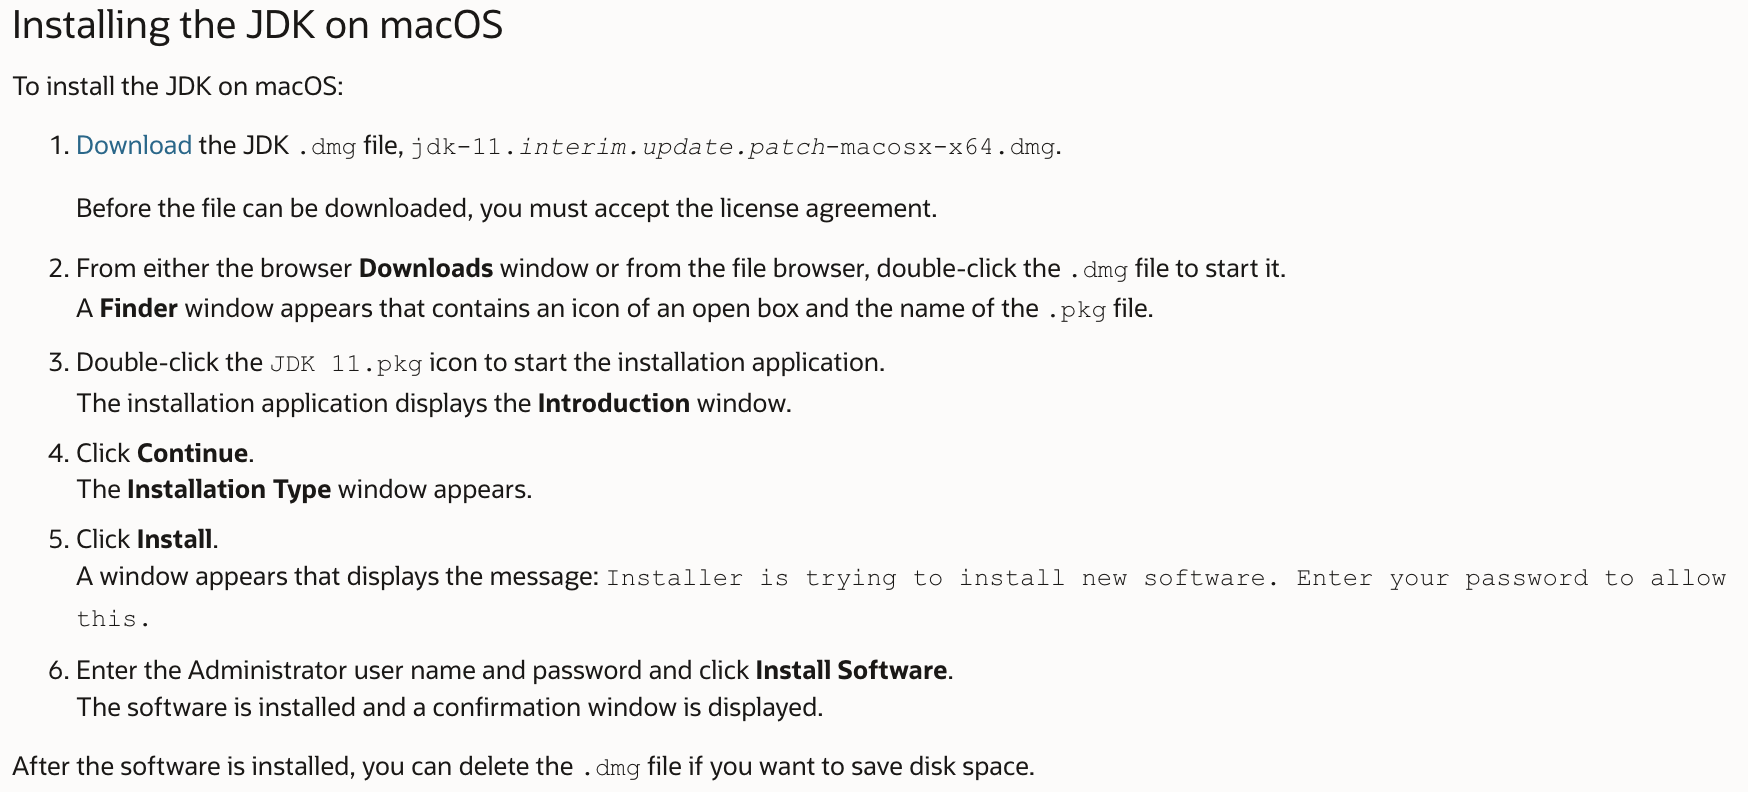 Installing the JDK on macOS
To install the JDK on macOS:
1. Download the JDK .dmg file, jdk-11.interim.update.patch-macosx-x64.dmg.
Before the file can be downloaded, you must accept the license agreement.
2. From either the browser Downloads window or from the file browser, double-click the .dmg file to start it.
A Finder window appears that contains an icon of an open box and the name of the .pkg file.
3. Double-click the JDK 11.pkg icon to start the installation application.
The installation application displays the Introduction window.
4. Click Continue.
The Installation Type window appears.
5. Click Install.
A window appears that displays the message: Installer is trying to install new software. Enter your password to allow
this.
6. Enter the Administrator user name and password and click Install Software.
The software is installed and a confirmation window is displayed.
After the software is installed, you can delete the .dmg file if you want to save disk space.